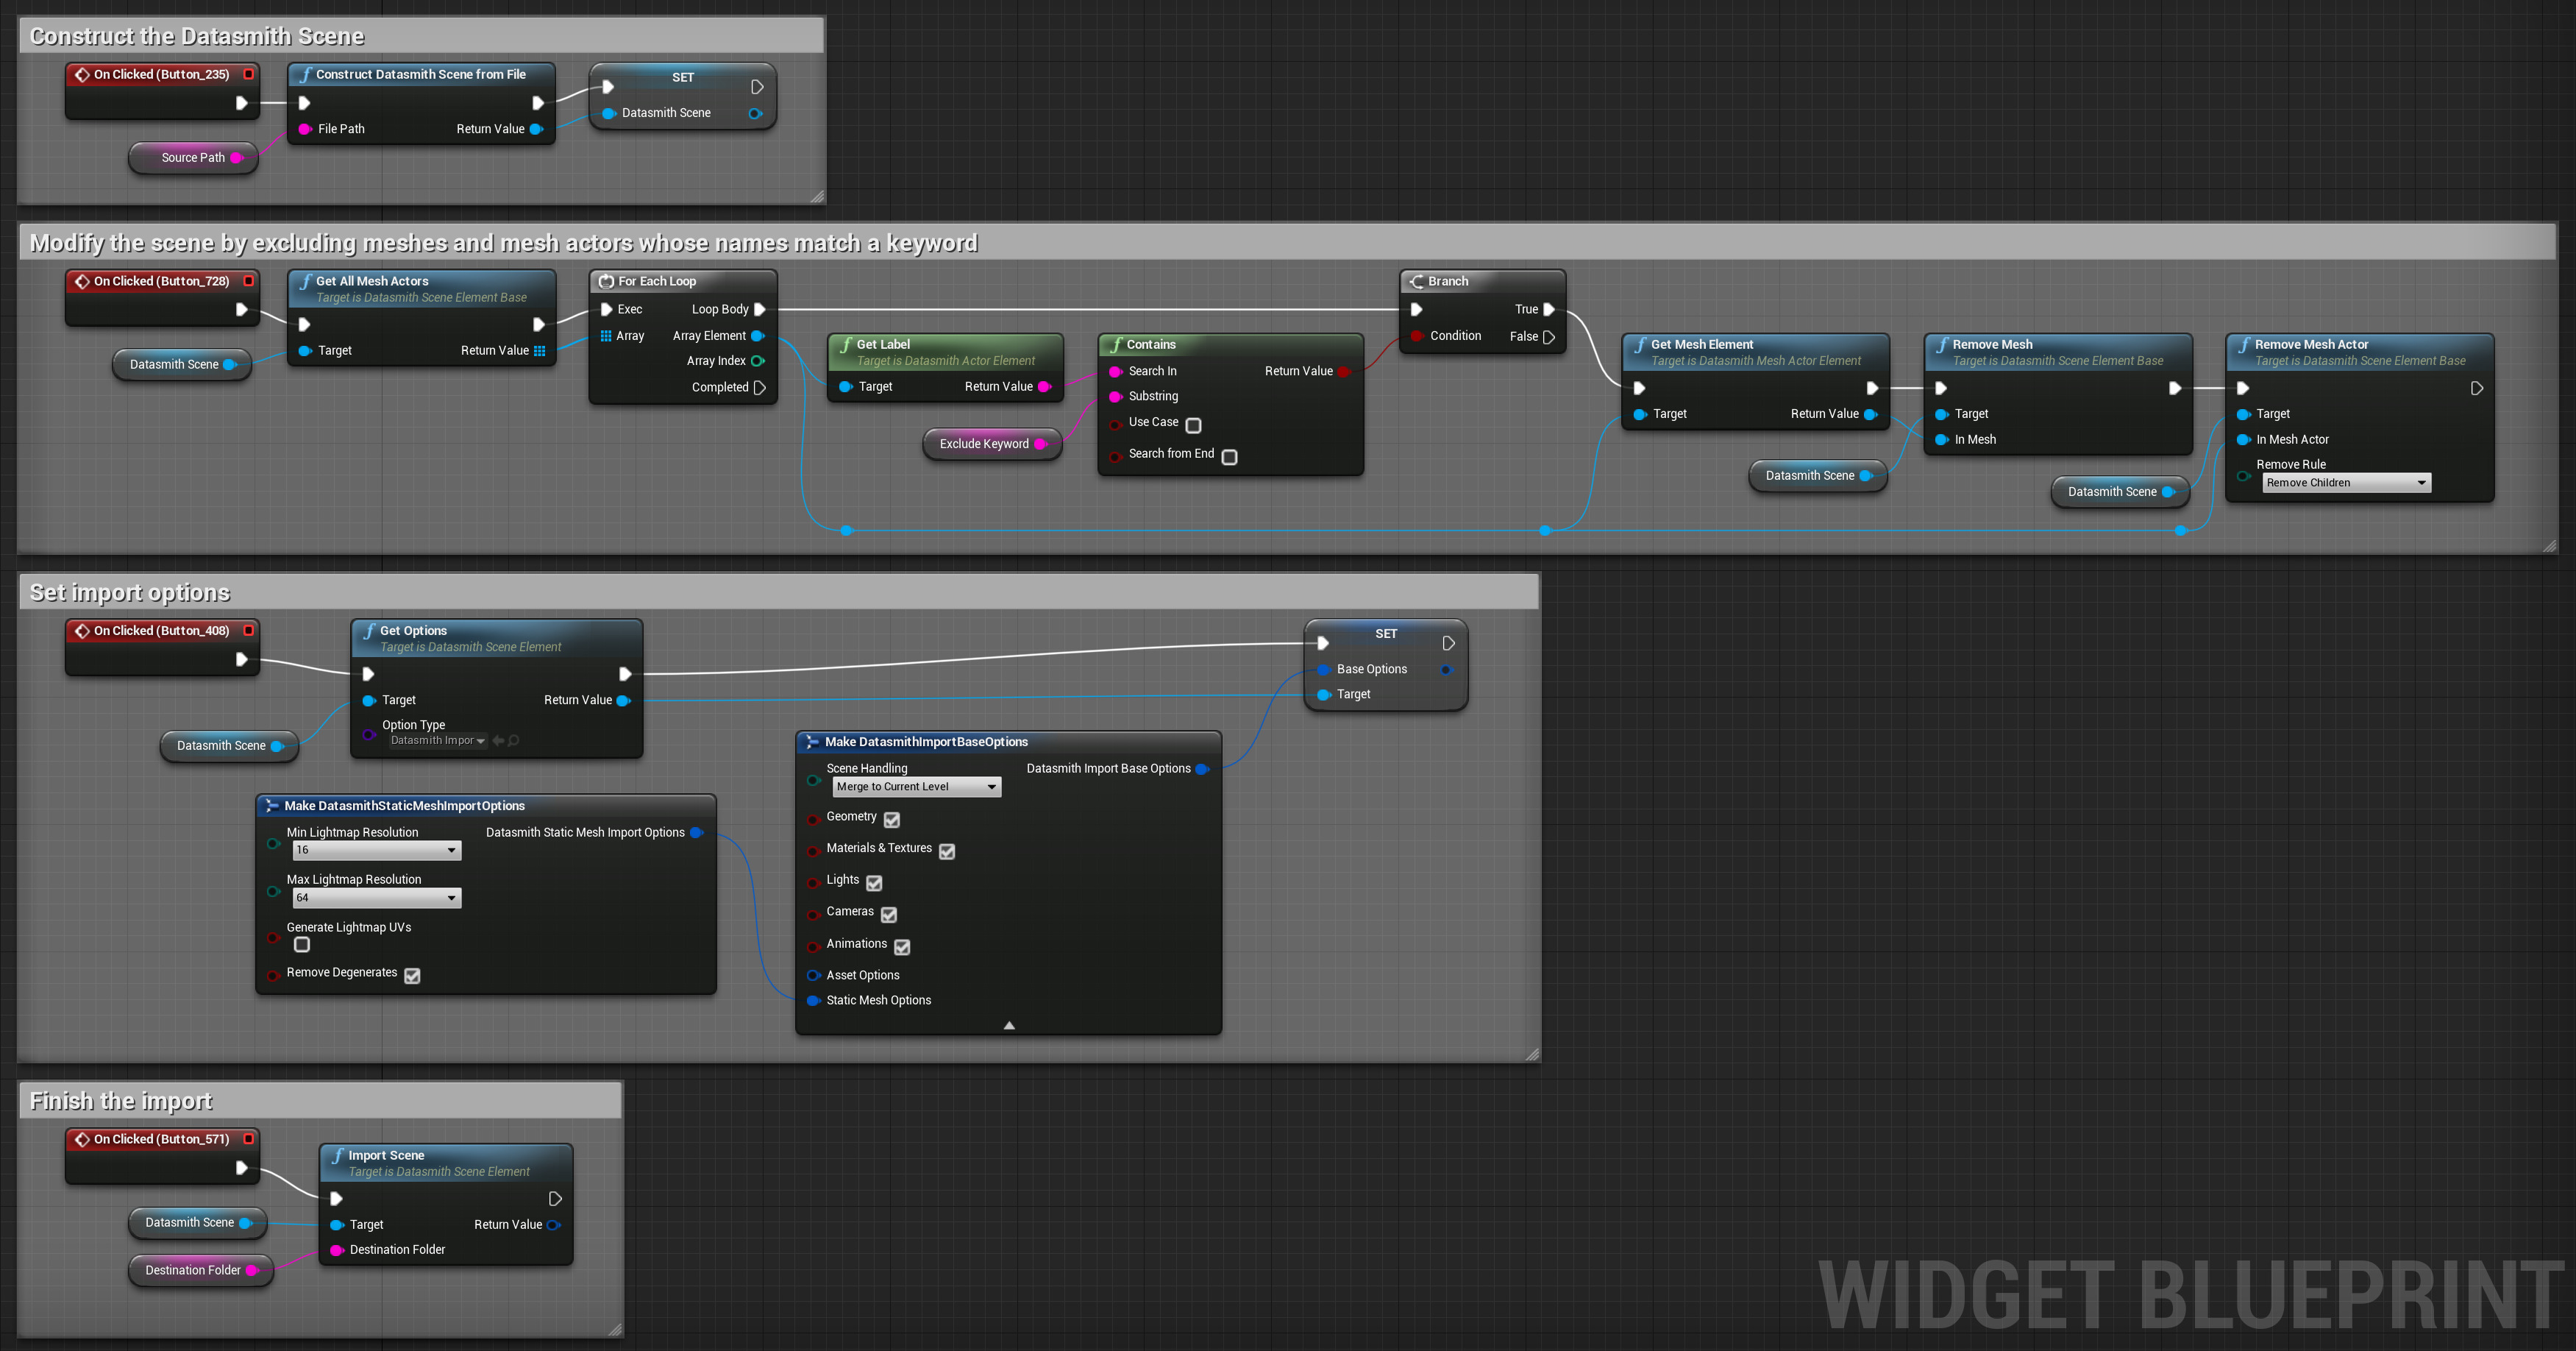 Construct the Datasmith Scene
On Clicked (Button_235)
Construct Datasmith Scene from File
SET
File Path
Return Value
Datasmith Scene
Source Path
Modify the scene by excluding meshes and mesh actors whose names match a keyword
On Clicked (Button_728)
Get All Mesh Actors
Target is Datasmith Scene Element Base
Target
Return Value
Datasmith Scene
For Each Loop
Exec
Loop Body
Array
Array Element
Array Index
Completed
Get Label
Target is Datasmith Actor Element
Target
Return Value
Exclude Keyword
Contains
Search In
Return Value
Substring
Use Case
Search from End
Branch
True
Condition
False
Get Mesh Element
Target is Datasmith Mesh Actor Element
Target
Return Value
Datasmith Scene
Remove Mesh
Target is Datasmith Scene Element Base
Target
In Mesh
Datasmith Scene
Remove Mesh Actor
Target is Datasmith Scene Element Base
Target
In Mesh Actor
Remove Rule
Remove Children
Set import options
On Clicked (Button_408)
Get Options
Target is Datasmith Scene Element
Target
Return Value
Option Type
Datasmith Impor
Datasmith Scene
SET
Base Options
Target
Make DatasmithStaticMeshImportOptions
Min Lightmap Resolution
Datasmith Static Mesh Import Options
16
Max Lightmap Resolution
64
Generate Lightmap UVs
Remove Degenerates
Make DatasmithImportBaseOptions
Scene Handling
Datasmith Import Base Options
Merge to Current Level
Geometry
Materials & Textures
Lights
Cameras
Animations
Asset Options
Static Mesh Options
Finish the import
On Clicked (Button_571)
Import Scene
Target is Datasmith Scene Element
Datasmith Scene
Target
Return Value
Destination Folder
Destination Folder
WIDGET BLUEPRINT